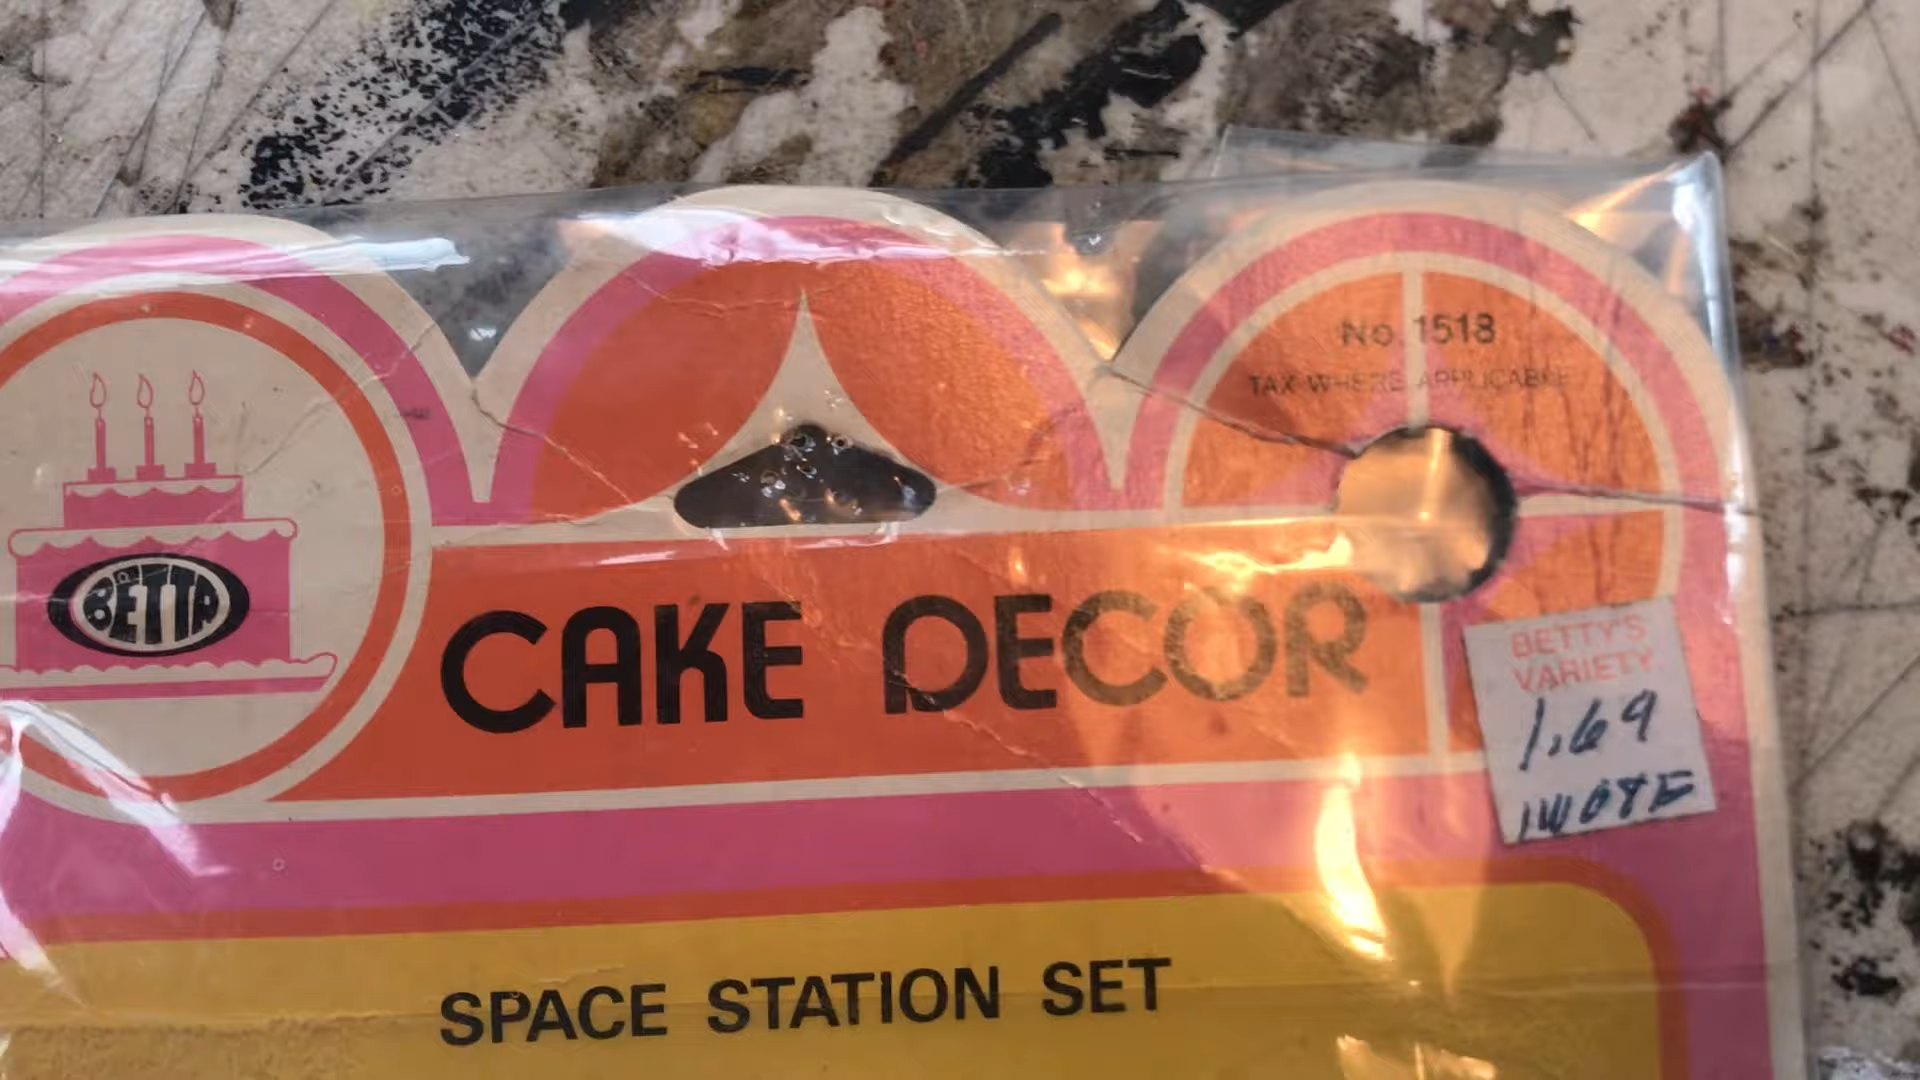 No. 1518
TAX WHERE APPLICABLE
BETTA
CAKE DECOR
BETTY'S
VARIETY
1.69
SPACE STATION SET